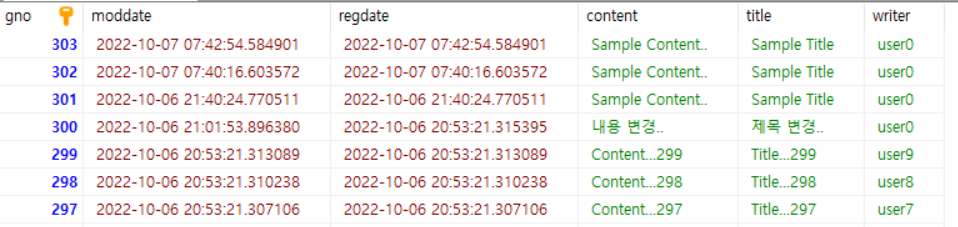 gno moddate regdate content title writer
303 2022-10-07 07:42:54.584901 2022-10-07 07:42:54.584901 Sample Content.. Sample Title user0
302 2022-10-07 07:40:16.603572 2022-10-07 07:40:16.603572 Sample Content.. Sample Title user0
301 2022-10-06 21:40:24.770511 2022-10-06 21:40:24.770511 Sample Content.. Sample Title user0
300 2022-10-06 21:01:53.896380 2022-10-06 20:53:21.315395 내용 변경.. 제목 변경.. user0
299 2022-10-06 20:53:21.313089 2022-10-06 20:53:21.313089 Content...299 Title...299 user9
298 2022-10-06 20:53:21.310238 2022-10-06 20:53:21.310238 Content...298 Title...298 user8
297 2022-10-06 20:53:21.307106 2022-10-06 20:53:21.307106 Content...297 Title...297 user7